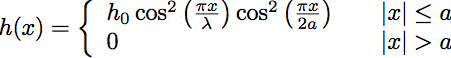 h(x) = { h₀ cos² (πx/λ) cos² (πx/2a) |x| ≤ a
0 |x| > a